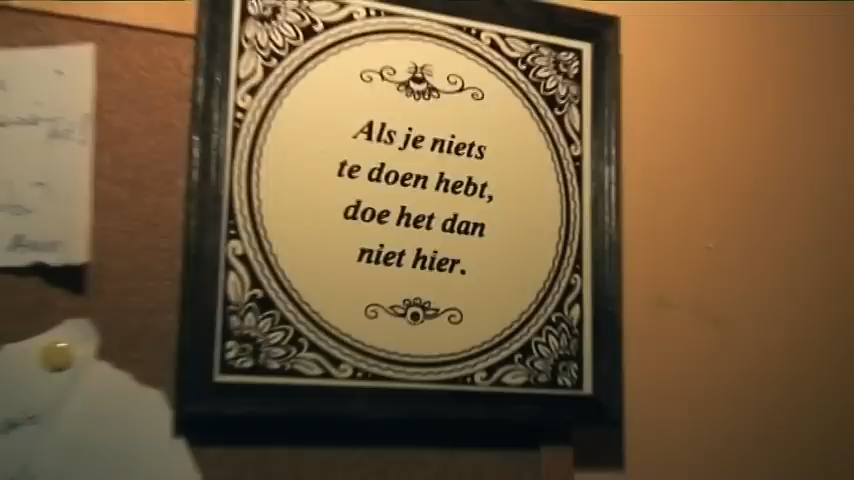 Als je niets
te doen hebt,
doe het dan
niet hier.